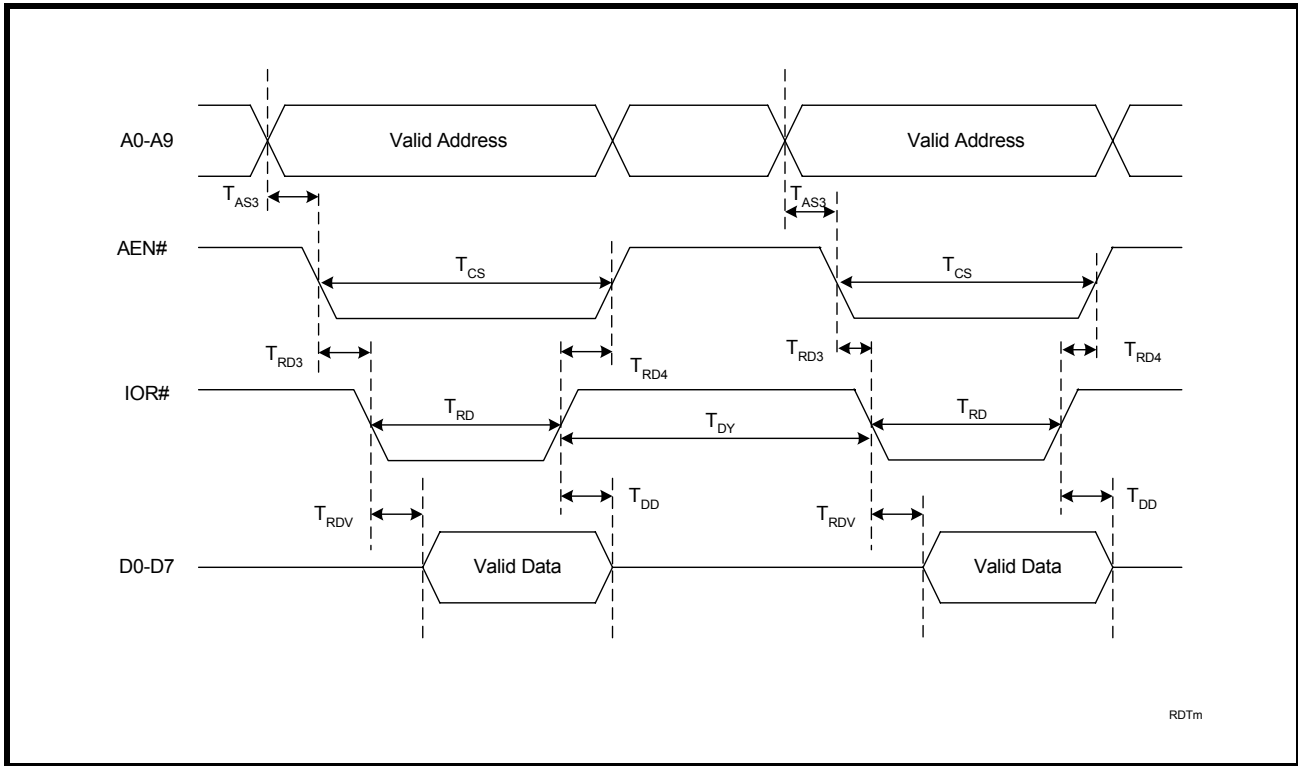 A0-A9
Valid Address
Valid Address
TAS3
TAS3
AEN#
TCS
TCS
TRD3
TRD4
TRD3
TRD4
IOR#
TRD
TDY
TRD
TRDV
TDD
TRDV
TDD
D0-D7
Valid Data
Valid Data
RDTm